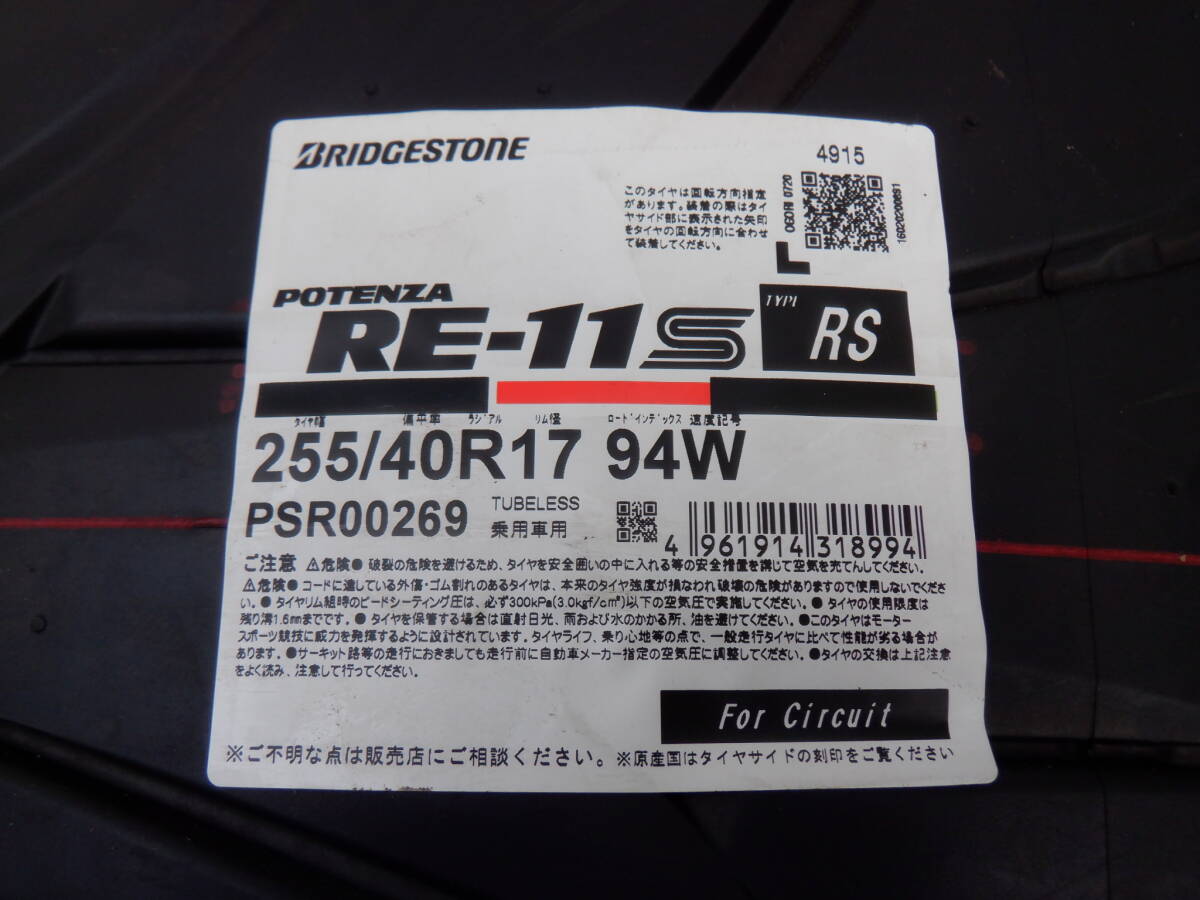 BRIDGESTONE
4915
このタイヤは回転方向指定
があります。装着の際はタイ
ヤサイド部に表示された矢印
をタイヤの回転方向に合わせ
て装着してください。
L
OGORI 0720
1602020008S1
POTENZA
RE-11S
TYPE
RS
偏平率 ラジアル リム径 ロードインデックス 速度記号
255/40R17 94W
PSR00269
TUBELESS
乗用車用
4 961914 318994
ご注意 ⚠危険● 破裂の危険を避けるため、タイヤを安全囲いの中に入れる等の安全措置を講じて空気を充てんしてください。
⚠危険● コードに達している外傷・ゴム割れのあるタイヤは、本来のタイヤ強度が損なわれ破壊の危険がありますので使用しないでくださ
い。● タイヤリム組時のビードシーティング圧は、必ず300kPa(3.0kgf/cm²)以下の空気圧で実施してください。● タイヤの使用限度は
残り溝1.6mmまでです。● タイヤを保管する場合は直射日光、雨および水のかかる所、油を避けてください。●このタイヤはモーター
スポーツ競技に威力を発揮するように設計されています。タイヤライフ、乗り心地等の点で、一般走行タイヤに比べて性能が劣る場合が
あります。●サーキット路等の走行におきましても走行前に自動車メーカー指定の空気圧に調整してください。●タイヤの交換は上記注意
をよく読み、注意して行ってください。
For Circuit
※ご不明な点は販売店にご相談ください。※原産国はタイヤサイドの刻印をご覧ください